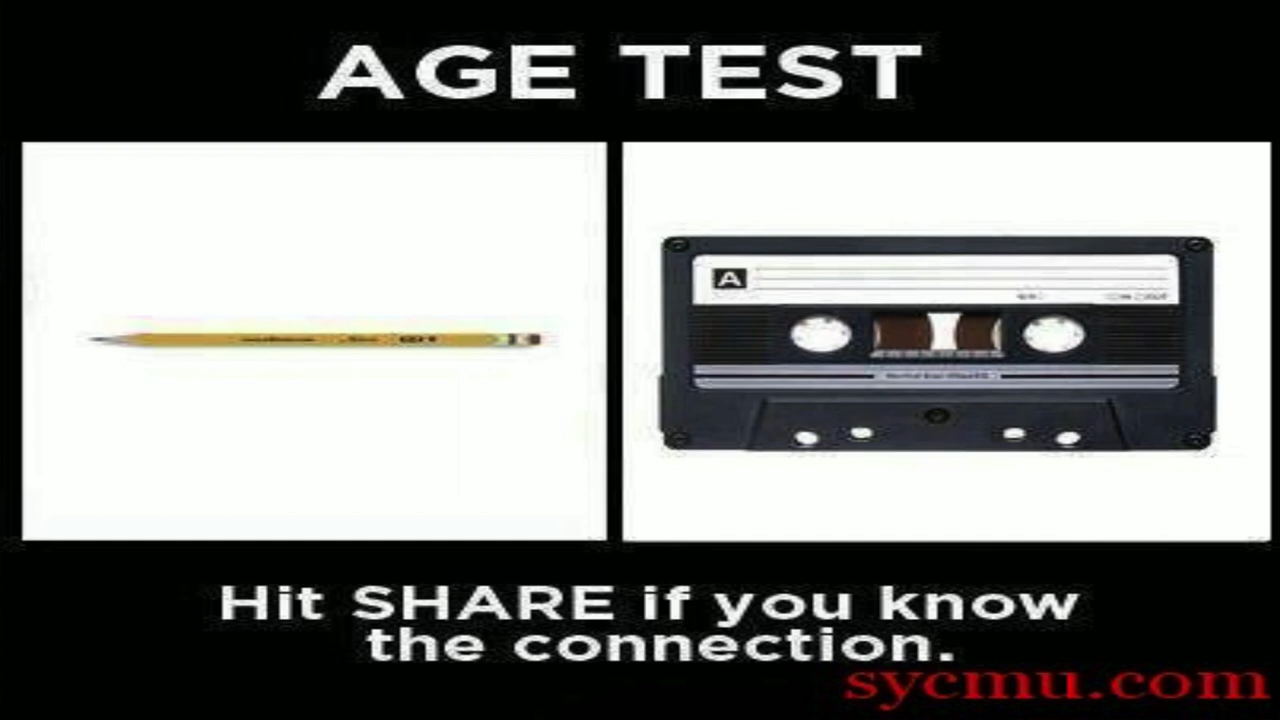 AGE TEST
A
Hit SHARE if you know
the connection.
sycmu.com